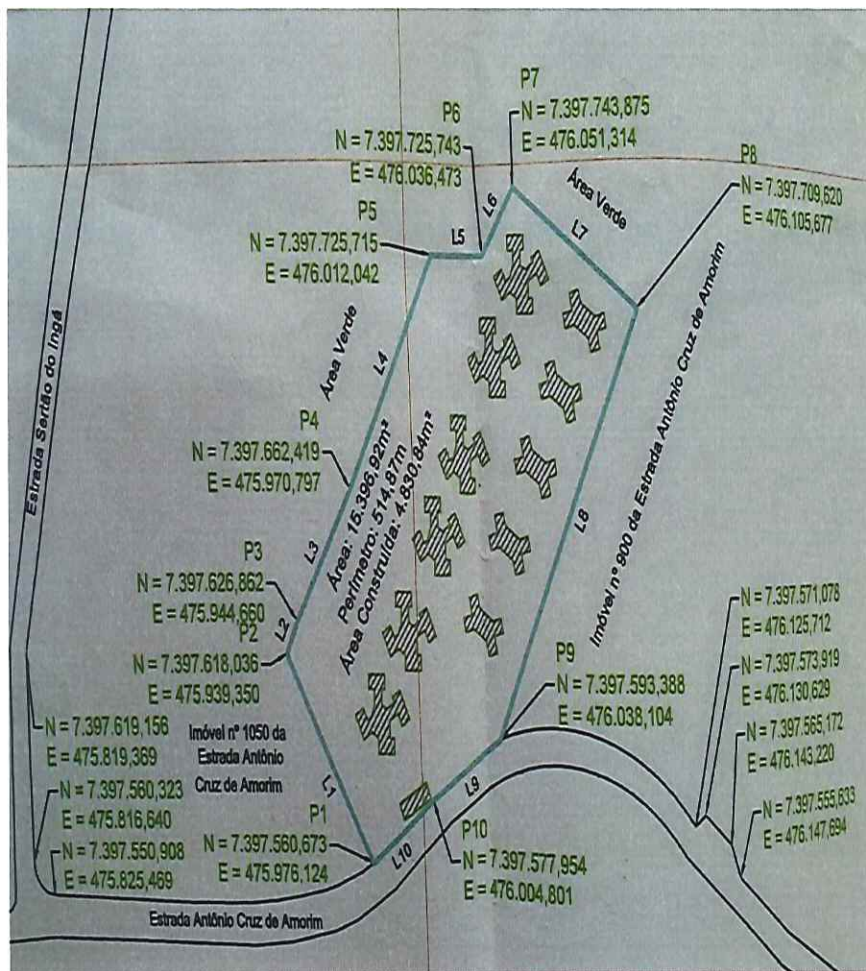 P7
N = 7.397.743,875
E = 476.051,314
P6
N = 7.397.725,743
E = 476.036,473
P8
N = 7.397.709,620
E = 476.105,677
Área Verde
P5
N = 7.397.725,715
E = 476.012,042
L5
L6
L7
Estrada Sertão do Ingá
Área Verde
L4
P4
N = 7.397.662,419
E = 475.970,797
Área: 15.396,92m²
Perímetro: 514,87m
Área Construída: 4.830,84m²
L8
Imóvel nº 900 da Estrada Antônio Cruz de Amorim
L3
P3
N = 7.397.626,862
E = 475.944,660
L2
P2
N = 7.397.618,036
E = 475.939,350
P9
N = 7.397.593,388
E = 476.038,104
N = 7.397.571,078
E = 476.125,712
N = 7.397.573,919
E = 476.130,629
N = 7.397.565,172
E = 476.143,220
N = 7.397.555,633
E = 476.147,694
N = 7.397.619,156
E = 475.819,369
Imóvel nº 1050 da
Estrada Antônio
Cruz de Amorim
N = 7.397.560,323
E = 475.816,640
N = 7.397.550,908
E = 475.825,469
L1
P1
N = 7.397.560,673
E = 475.976,124
L9
L10
P10
N = 7.397.577,954
E = 476.004,801
Estrada Antônio Cruz de Amorim